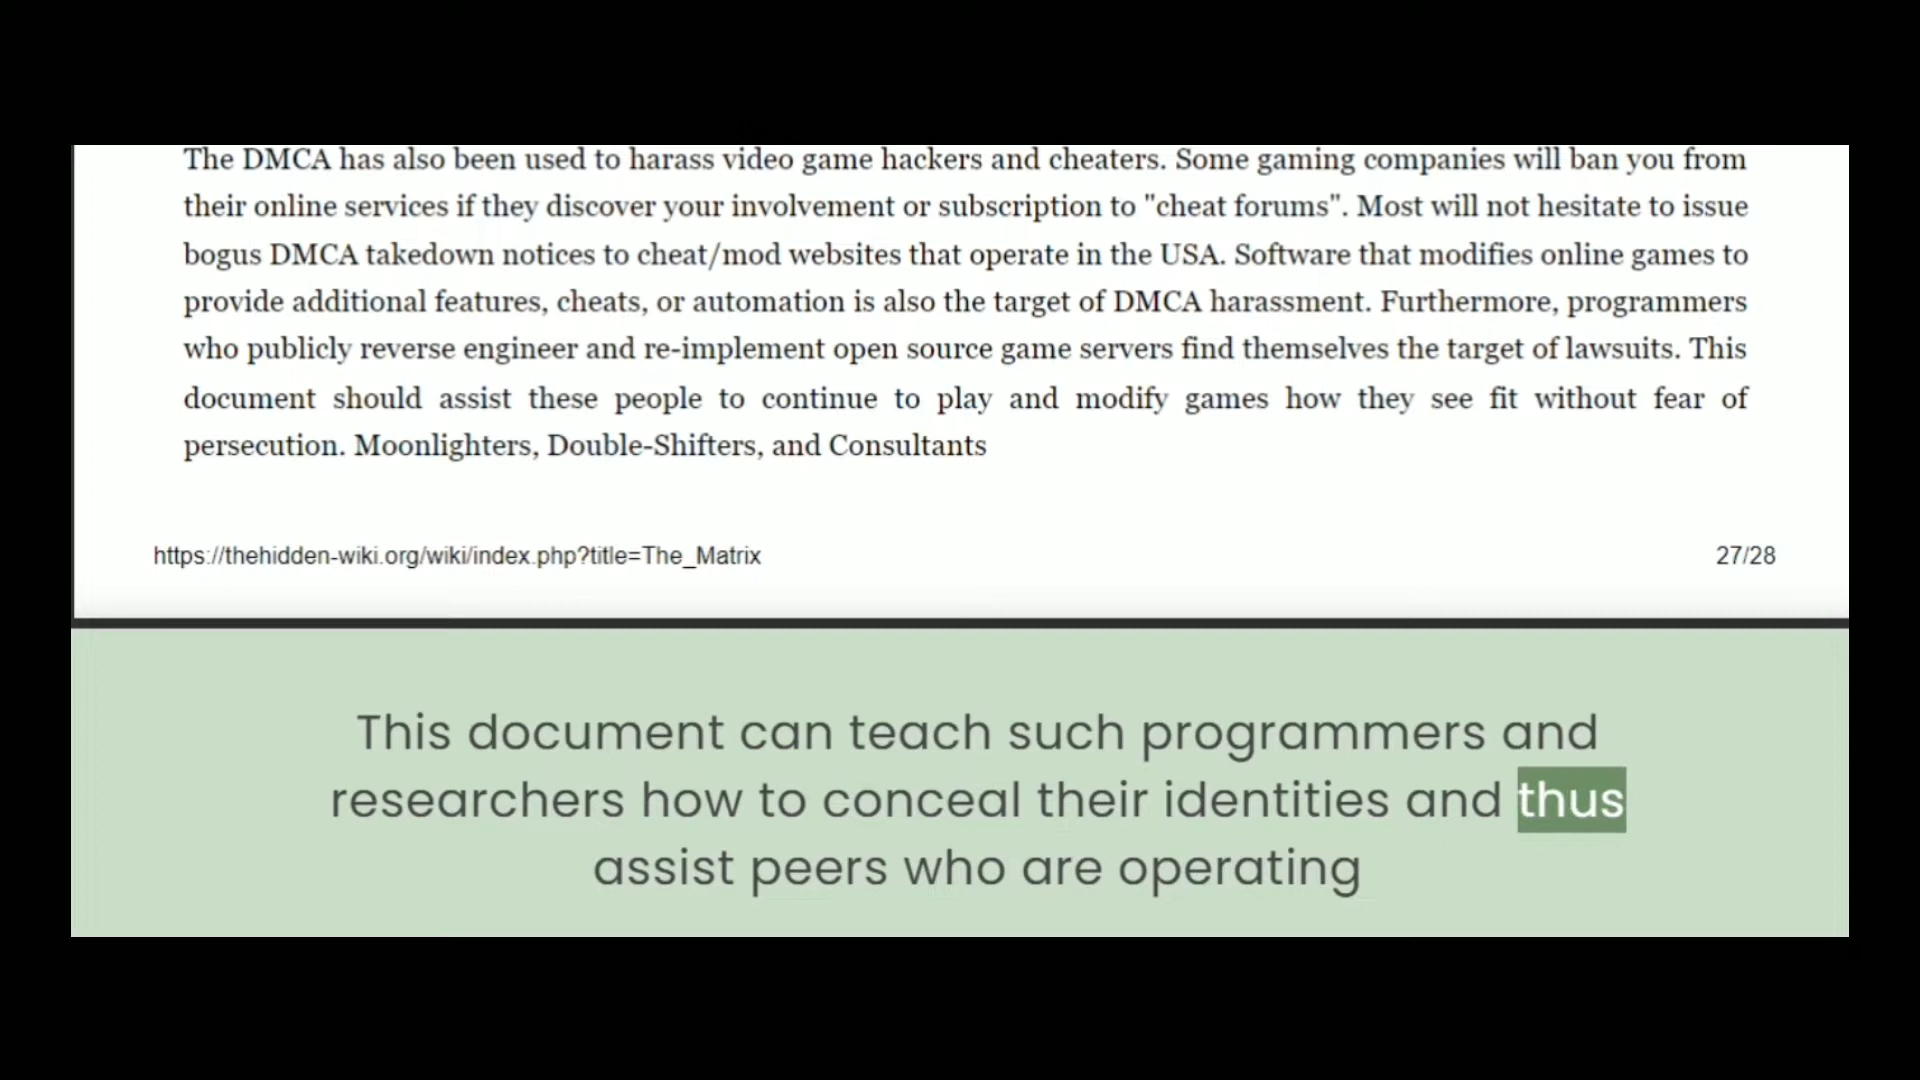 The DMCA has also been used to harass video game hackers and cheaters. Some gaming companies will ban you from
their online services if they discover your involvement or subscription to "cheat forums". Most will not hesitate to issue
bogus DMCA takedown notices to cheat/mod websites that operate in the USA. Software that modifies online games to
provide additional features, cheats, or automation is also the target of DMCA harassment. Furthermore, programmers
who publicly reverse engineer and re-implement open source game servers find themselves the target of lawsuits. This
document should assist these people to continue to play and modify games how they see fit without fear of
persecution. Moonlighters, Double-Shifters, and Consultants
https://thehidden-wiki.org/wiki/index.php?title=The_Matrix 27/28
This document can teach such programmers and
researchers how to conceal their identities and thus
assist peers who are operating